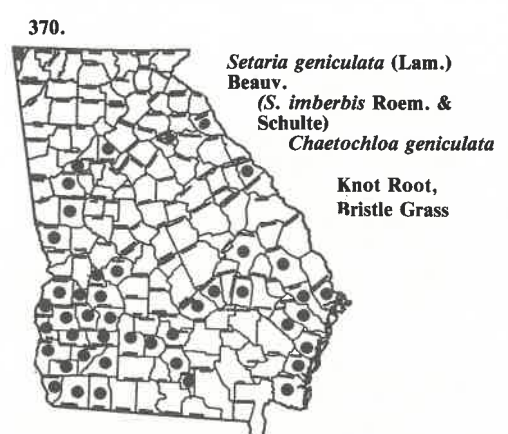 370.
Setaria geniculata (Lam.)
Beauv.
(S. imberbis Roem. &
Schulte)
Chaetochloa geniculata
Knot Root,
Bristle Grass